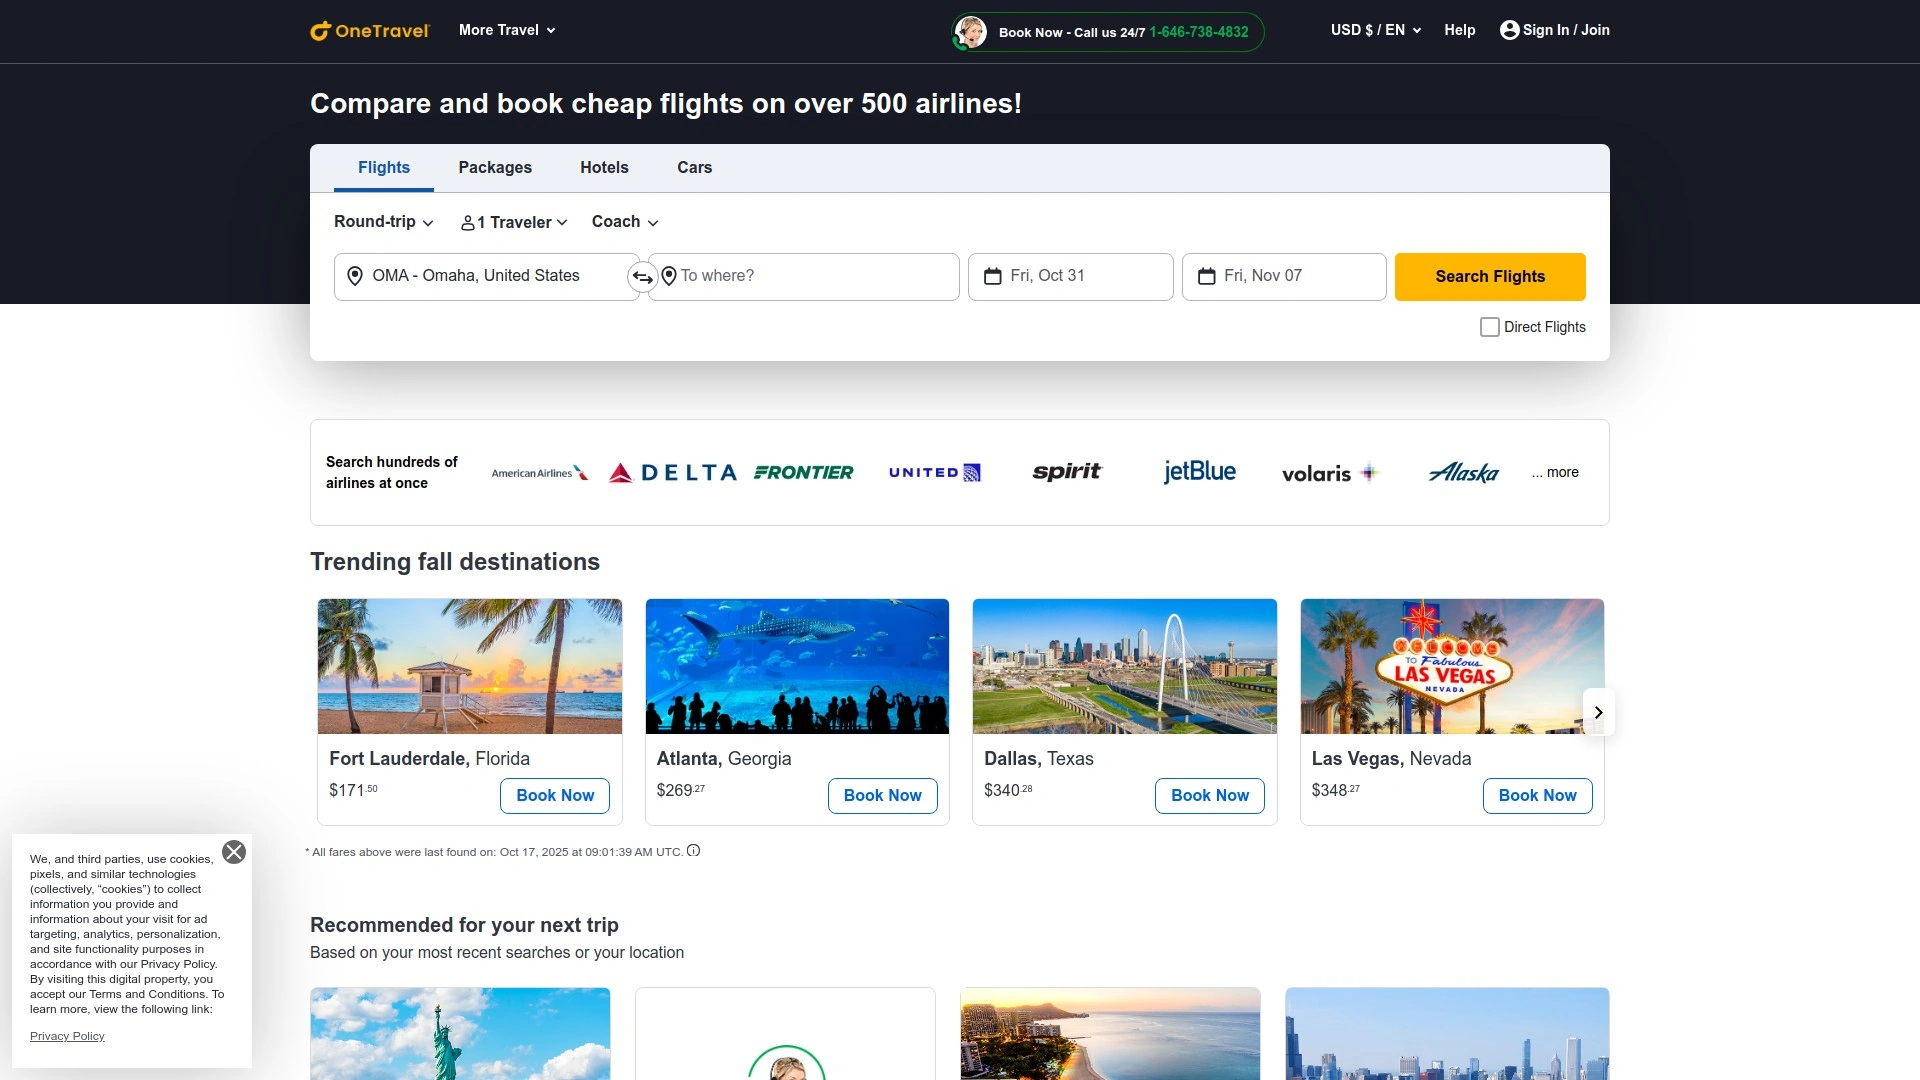 OneTravel
More Travel
Book Now - Call us 24/7 1-646-738-4832
USD $ / EN
Help
Sign In / Join
Compare and book cheap flights on over 500 airlines!
Flights
Packages
Hotels
Cars
Round-trip
1 Traveler
Coach
OMA - Omaha, United States
To where?
Fri, Oct 31
Fri, Nov 07
Search Flights
Direct Flights
Search hundreds of
airlines at once
American Airlines
DELTA
FRONTIER
UNITED
spirit
jetBlue
volaris
Alaska
... more
Trending fall destinations
WELCOME
TO Fabulous
LAS VEGAS
NEVADA
Fort Lauderdale, Florida
$171.50
Book Now
Atlanta, Georgia
$269.27
Book Now
Dallas, Texas
$340.28
Book Now
Las Vegas, Nevada
$348.27
Book Now
* All fares above were last found on: Oct 17, 2025 at 09:01:39 AM UTC.
Recommended for your next trip
Based on your most recent searches or your location
We, and third parties, use cookies,
pixels, and similar technologies
(collectively, “cookies”) to collect
information you provide and
information about your visit for ad
targeting, analytics, personalization,
and site functionality purposes in
accordance with our Privacy Policy.
By visiting this digital property, you
accept our Terms and Conditions. To
learn more, view the following link:
Privacy Policy